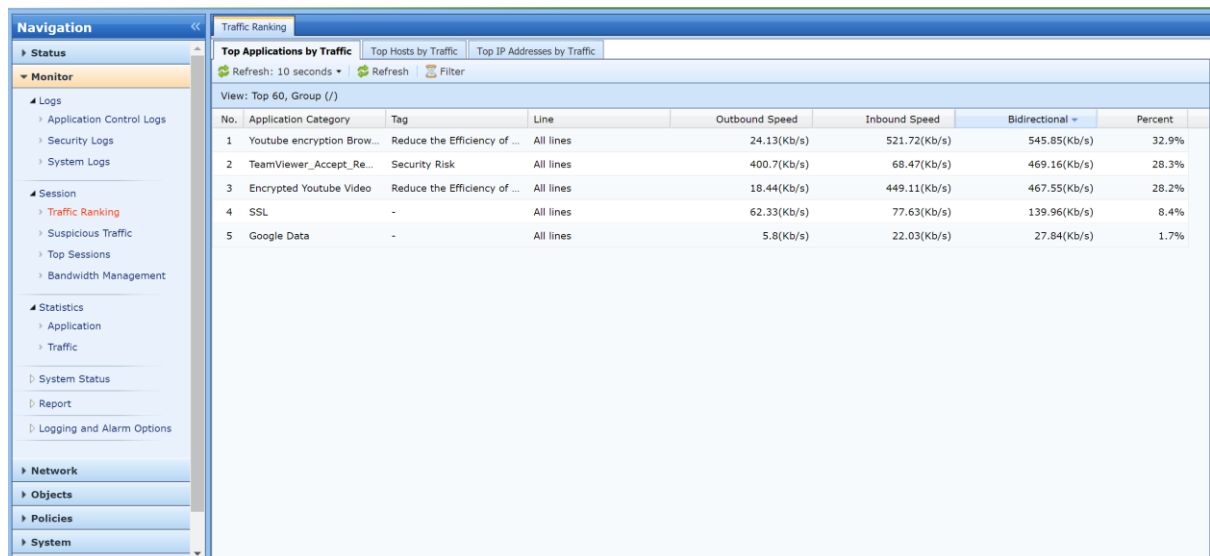 Navigation
Status
Monitor
Logs
Application Control Logs
Security Logs
System Logs
Session
Traffic Ranking
Suspicious Traffic
Top Sessions
Bandwidth Management
Statistics
Application
Traffic
System Status
Report
Logging and Alarm Options
Network
Objects
Policies
System
Traffic Ranking
Top Applications by Traffic Top Hosts by Traffic Top IP Addresses by Traffic
Refresh: 10 seconds Refresh Filter
View: Top 60, Group (/)
No. Application Category Tag Line Outbound Speed Inbound Speed Bidirectional Percent
1 Youtube encryption Brow... Reduce the Efficiency of ... All lines 24.13(Kb/s) 521.72(Kb/s) 545.85(Kb/s) 32.9%
2 TeamViewer_Accept_Re... Security Risk All lines 400.7(Kb/s) 68.47(Kb/s) 469.16(Kb/s) 28.3%
3 Encrypted Youtube Video Reduce the Efficiency of ... All lines 18.44(Kb/s) 449.11(Kb/s) 467.55(Kb/s) 28.2%
4 SSL - All lines 62.33(Kb/s) 77.63(Kb/s) 139.96(Kb/s) 8.4%
5 Google Data - All lines 5.8(Kb/s) 22.03(Kb/s) 27.84(Kb/s) 1.7%